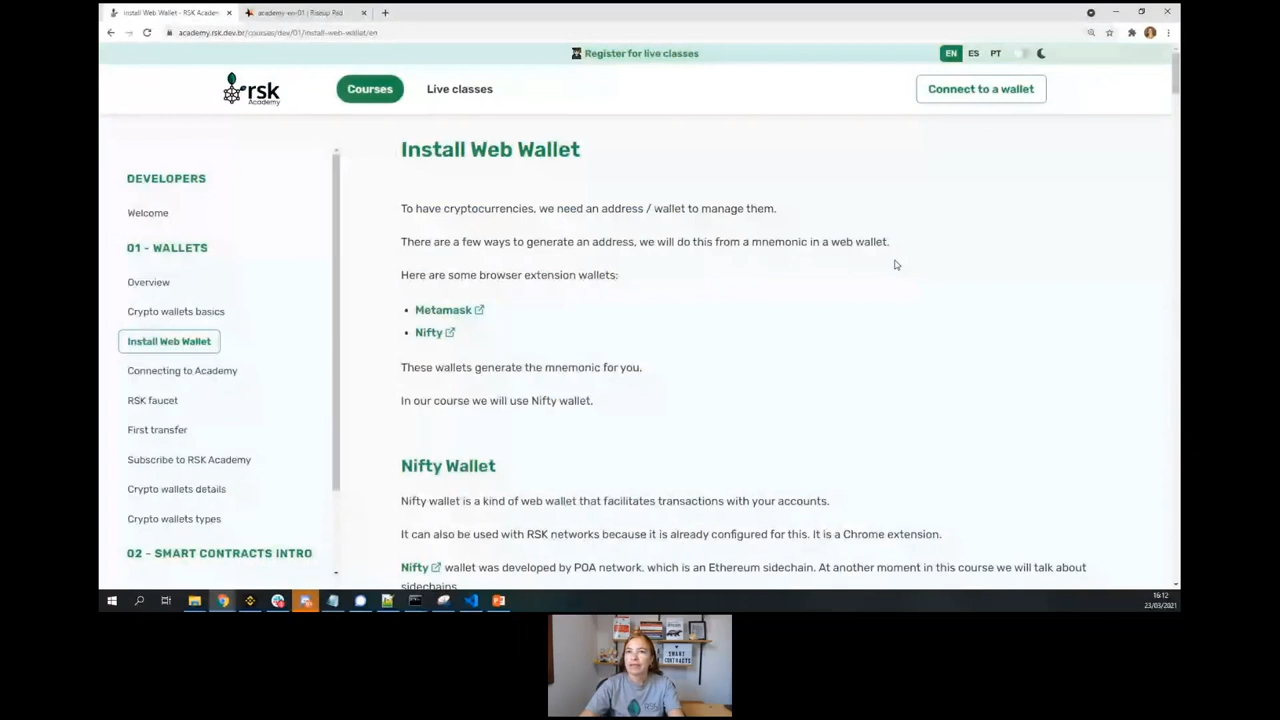 Install Web Wallet - RSK Academ
academy-en-01 | Riseup Pad
academy.rsk.dev.br/courses/dev/01/install-web-wallet/en
Register for live classes
EN
ES
PT
rsk
Academy
Courses
Live classes
Connect to a wallet
DEVELOPERS
Welcome
01 - WALLETS
Overview
Crypto wallets basics
Install Web Wallet
Connecting to Academy
RSK faucet
First transfer
Subscribe to RSK Academy
Crypto wallets details
Crypto wallets types
02 - SMART CONTRACTS INTRO
Install Web Wallet
To have cryptocurrencies, we need an address / wallet to manage them.
There are a few ways to generate an address, we will do this from a mnemonic in a web wallet.
Here are some browser extension wallets:
• Metamask
• Nifty
These wallets generate the mnemonic for you.
In our course we will use Nifty wallet.
Nifty Wallet
Nifty wallet is a kind of web wallet that facilitates transactions with your accounts.
It can also be used with RSK networks because it is already configured for this. It is a Chrome extension.
Nifty wallet was developed by POA network, which is an Ethereum sidechain. At another moment in this course we will talk about
sidechains.
16:12
23/03/2021
SMART
CONTRACTS
RSK